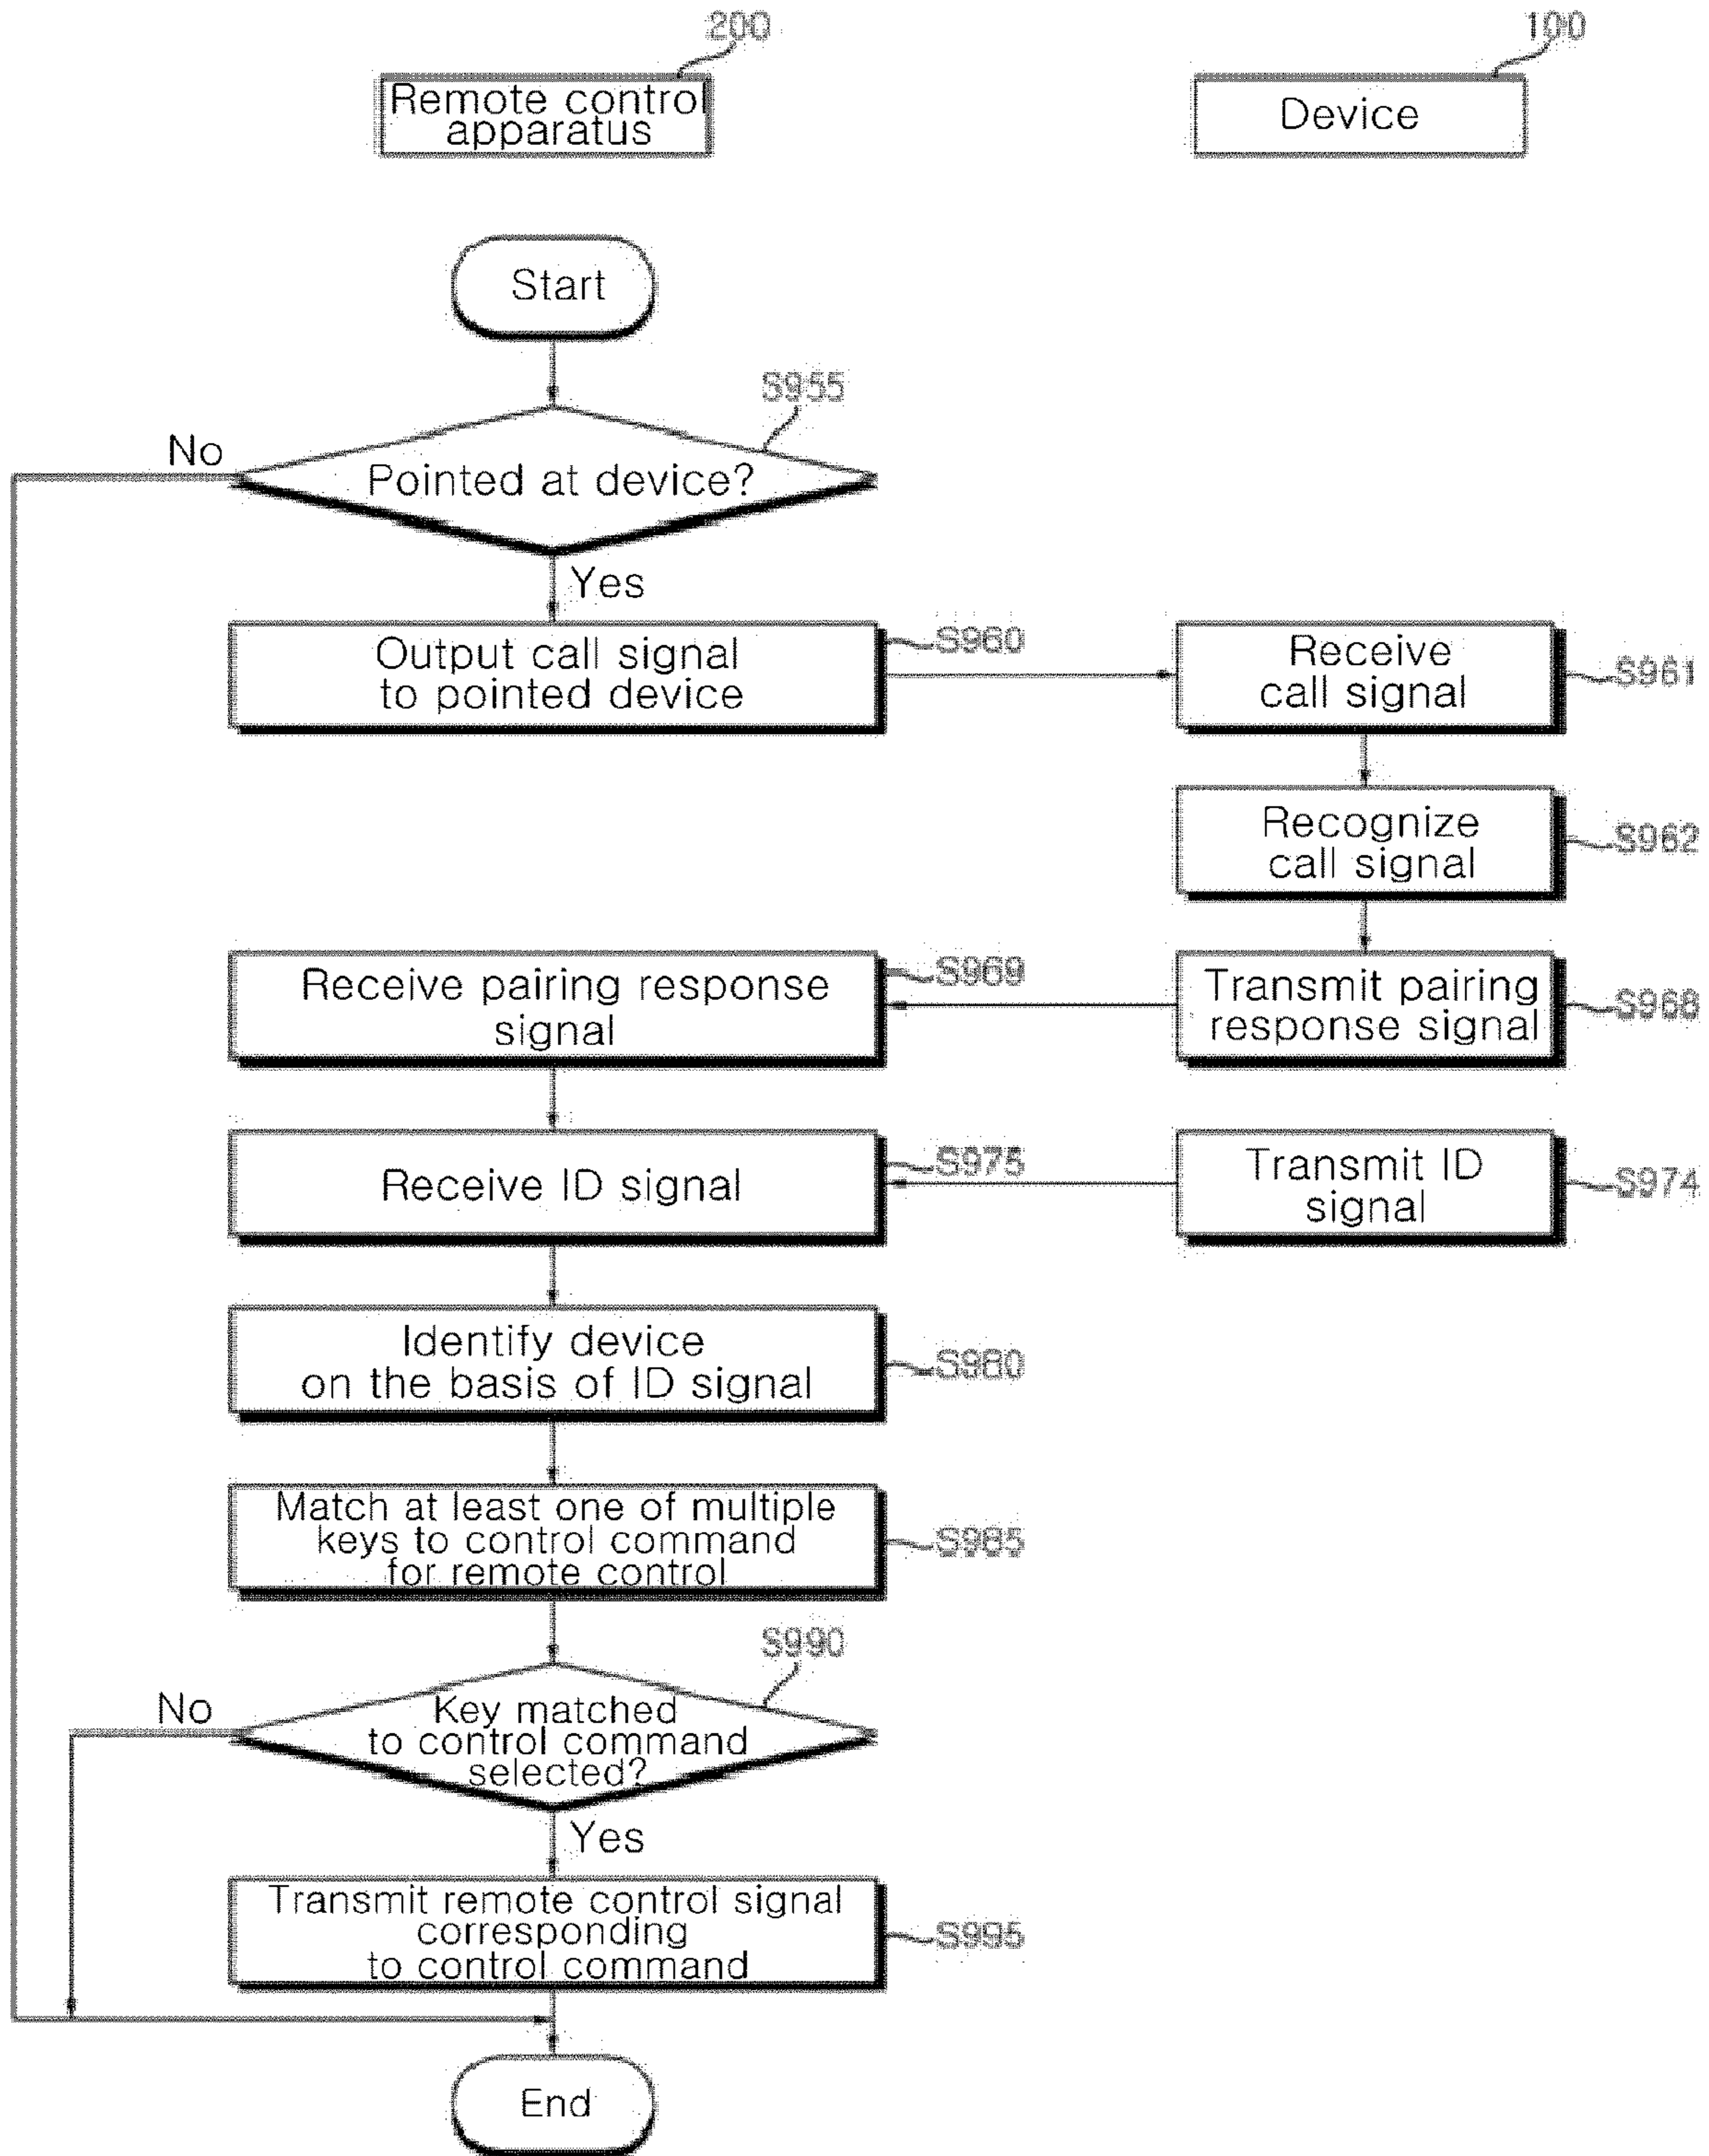 200
100
Remote control
apparatus
Device
Start
S955
No
Pointed at device?
Yes
Output call signal
to pointed device
S960
Receive
call signal
S961
Recognize
call signal
S962
Receive pairing response
signal
S969
Transmit pairing
response signal
S968
Receive ID signal
S975
Transmit ID
signal
S974
Identify device
on the basis of ID signal
S980
Match at least one of multiple
keys to control command
for remote control
S985
S990
No
Key matched
to control command
selected?
Yes
Transmit remote control signal
corresponding
to control command
S995
End